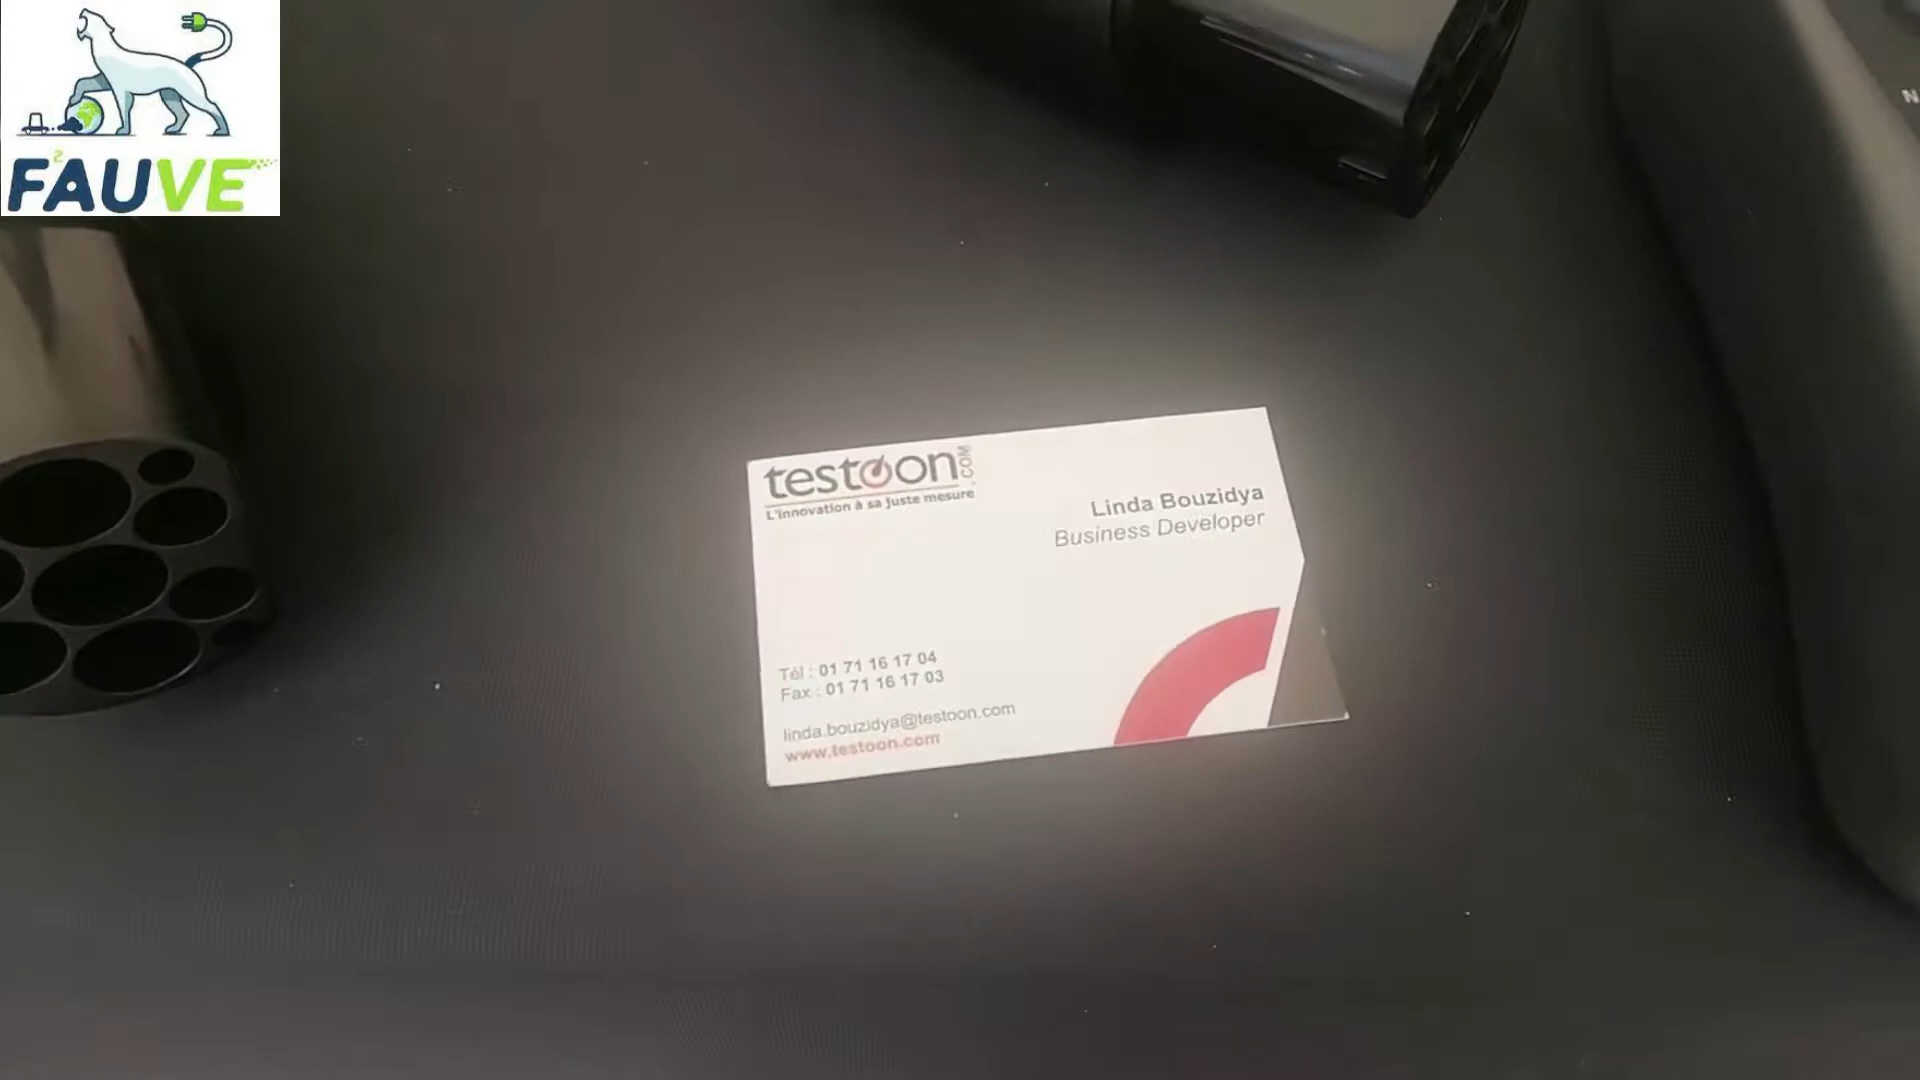 F²AUVE
testoon.COM
L'innovation à sa juste mesure
Linda Bouzidya
Business Developer
Tél : 01 71 16 17 04
Fax : 01 71 16 17 03
linda.bouzidya@testoon.com
www.testoon.com